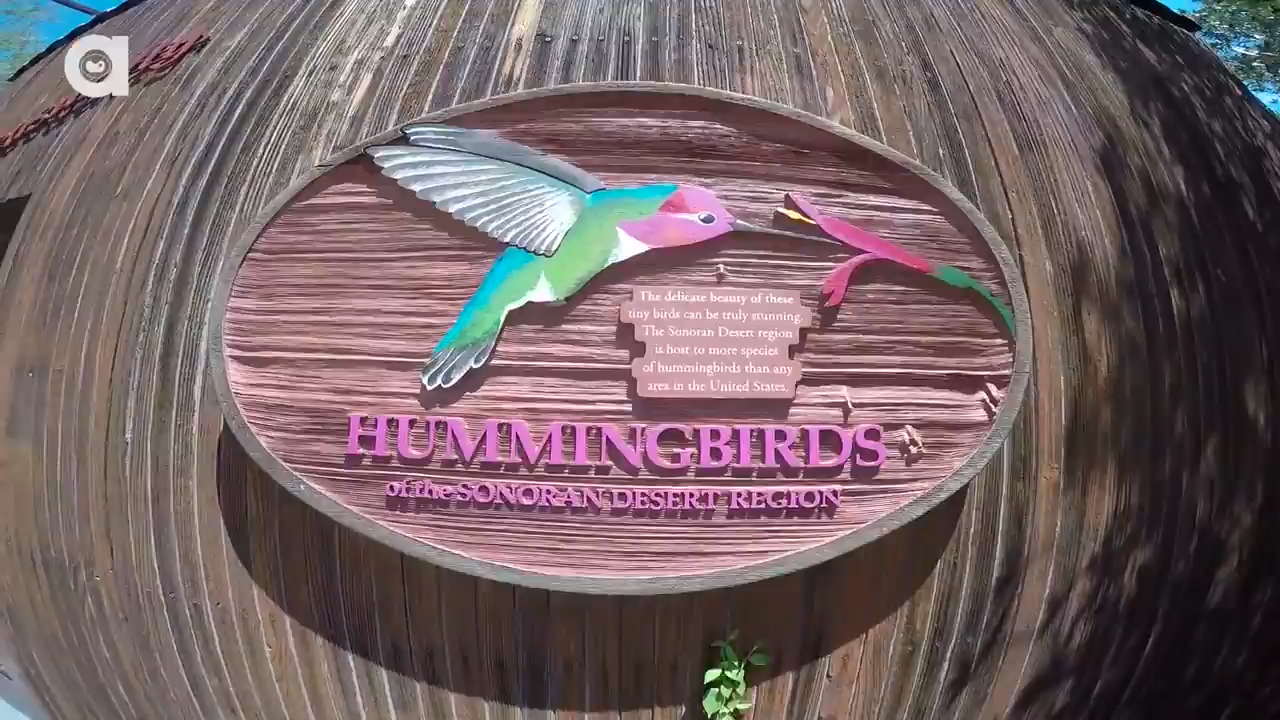 a
The delicate beauty of these
tiny birds can be truly stunning.
The Sonoran Desert region
is host to more species
of hummingbirds than any
area in the United States.
HUMMINGBIRDS
of the SONORAN DESERT REGION